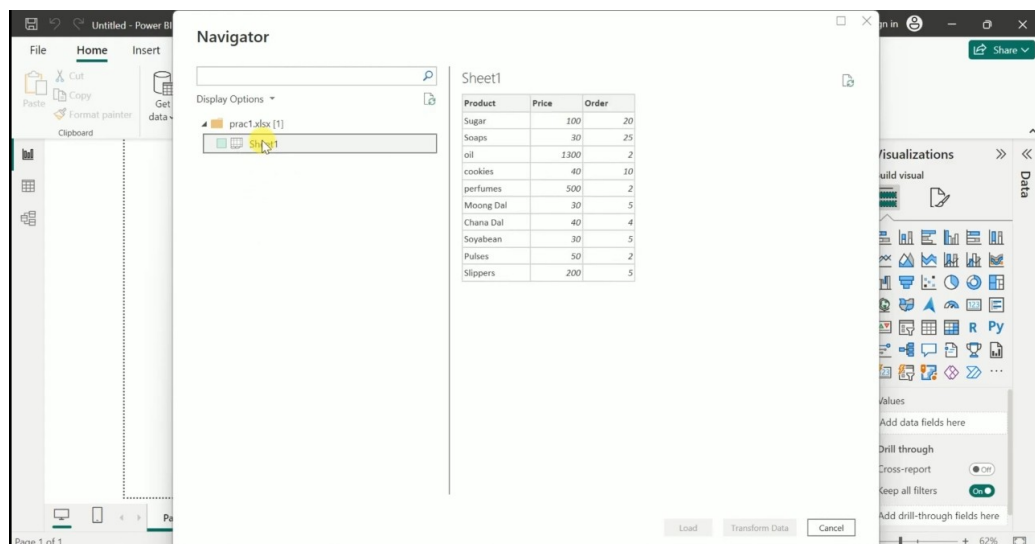 Untitled - Power BI
File
Home
Insert
Share
Paste
Cut
Copy
Format painter
Get
data
Clipboard
Navigator
Display Options
prac1.xlsx [1]
Sheet1
Sheet1
Product Price Order
Sugar 100 20
Soaps 30 25
oil 1300 2
cookies 40 10
perfumes 500 2
Moong Dal 30 5
Chana Dal 40 4
Soyabean 30 5
Pulses 50 2
Slippers 200 5
Load Transform Data Cancel
Visualizations
Data
123
R Py
Values
Add data fields here
Drill through
Cross-report Off
Keep all filters On
Add drill-through fields here
Page 1 of 1
62%